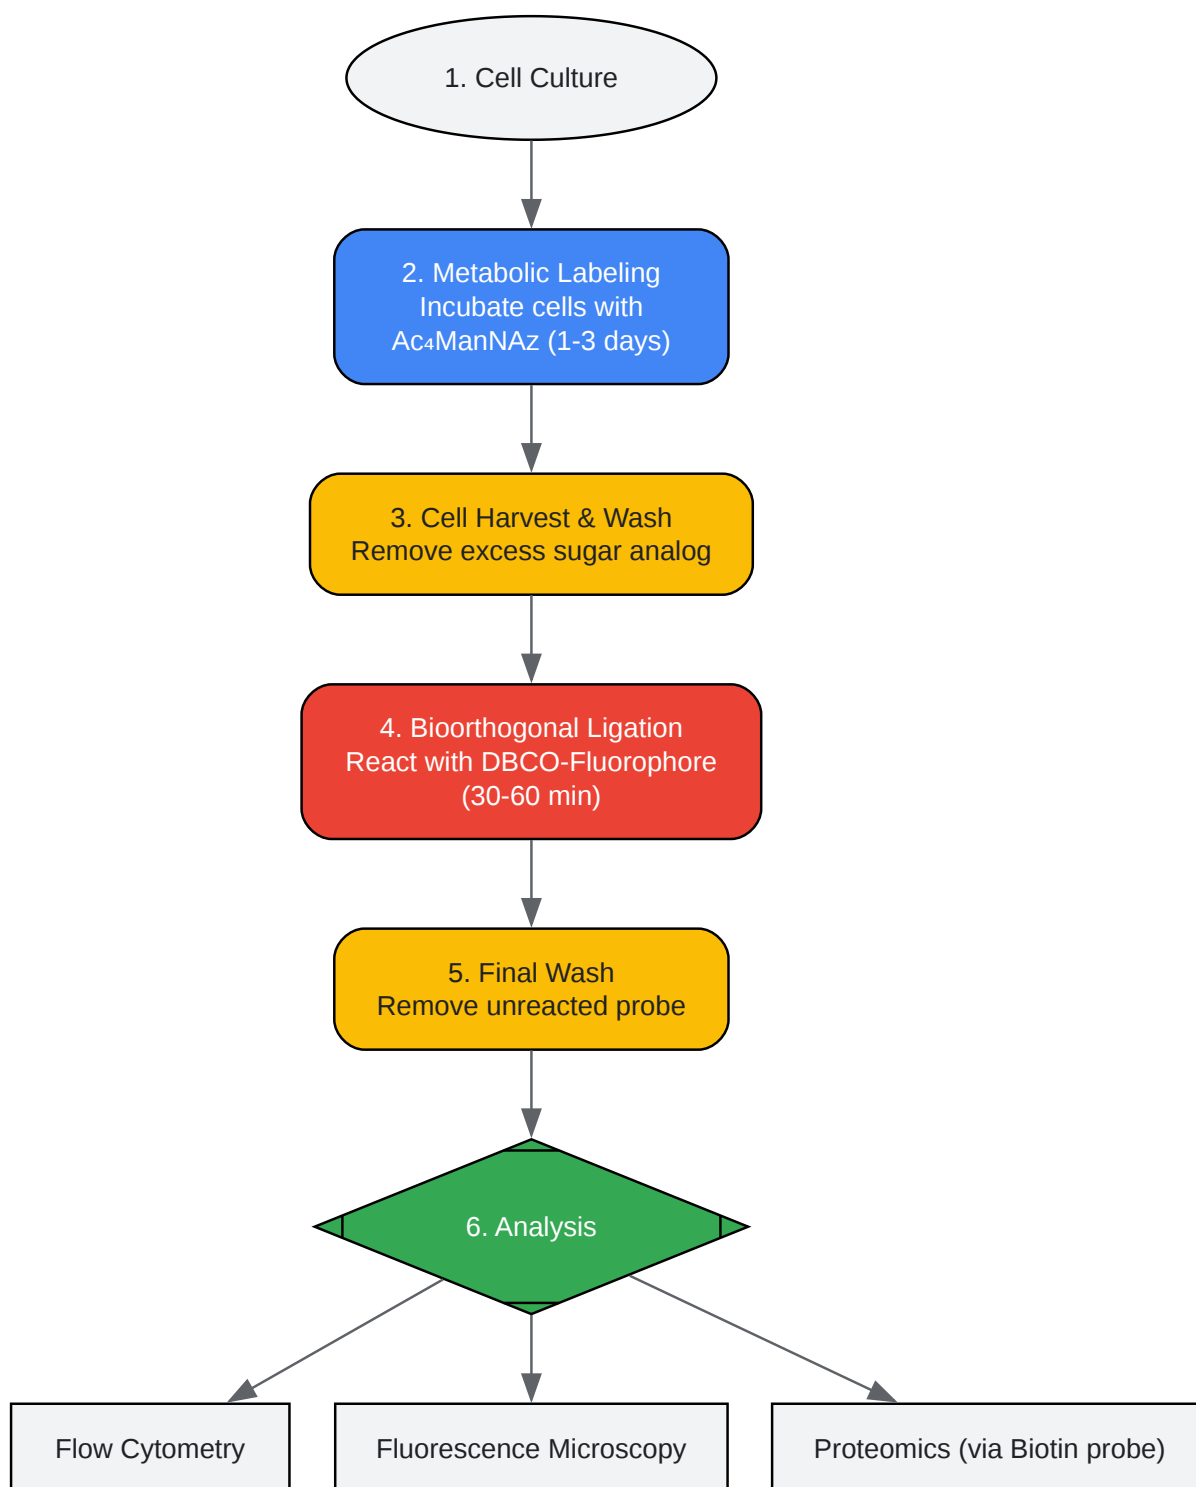 1. Cell Culture
2. Metabolic Labeling
Incubate cells with
Ac₄ManNAz (1-3 days)
3. Cell Harvest & Wash
Remove excess sugar analog
4. Bioorthogonal Ligation
React with DBCO-Fluorophore
(30-60 min)
5. Final Wash
Remove unreacted probe
6. Analysis
Flow Cytometry
Fluorescence Microscopy
Proteomics (via Biotin probe)